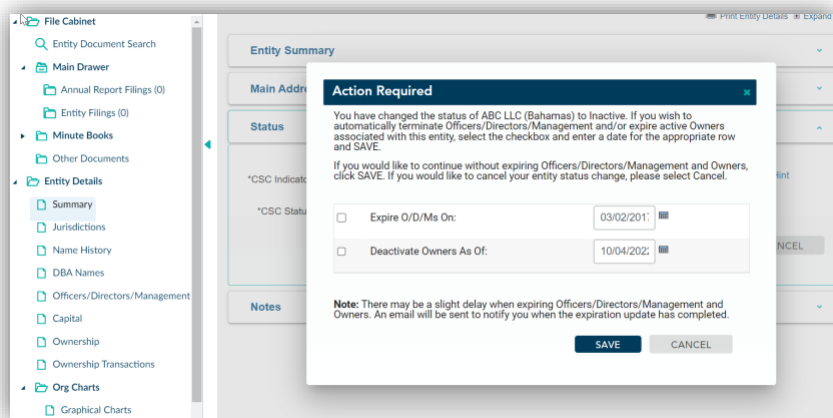 File Cabinet
Entity Document Search
Main Drawer
Annual Report Filings (0)
Entity Filings (0)
Minute Books
Other Documents
Entity Details
Summary
Jurisdictions
Name History
DBA Names
Officers/Directors/Management
Capital
Ownership
Ownership Transactions
Org Charts
Graphical Charts
Print Entity Details Expand
Entity Summary
Main Addre
Status
*CSC Indicato
Hint
*CSC Statu
NCEL
Notes
Action Required
You have changed the status of ABC LLC (Bahamas) to Inactive. If you wish to
automatically terminate Officers/Directors/Management and/or expire active Owners
associated with this entity, select the checkbox and enter a date for the appropriate row
and SAVE.
If you would like to continue without expiring Officers/Directors/Management and Owners,
click SAVE. If you would like to cancel your entity status change, please select Cancel.
Expire O/D/Ms On: 03/02/2017
Deactivate Owners As Of: 10/04/2022
Note: There may be a slight delay when expiring Officers/Directors/Management and
Owners. An email will be sent to notify you when the expiration update has completed.
SAVE CANCEL